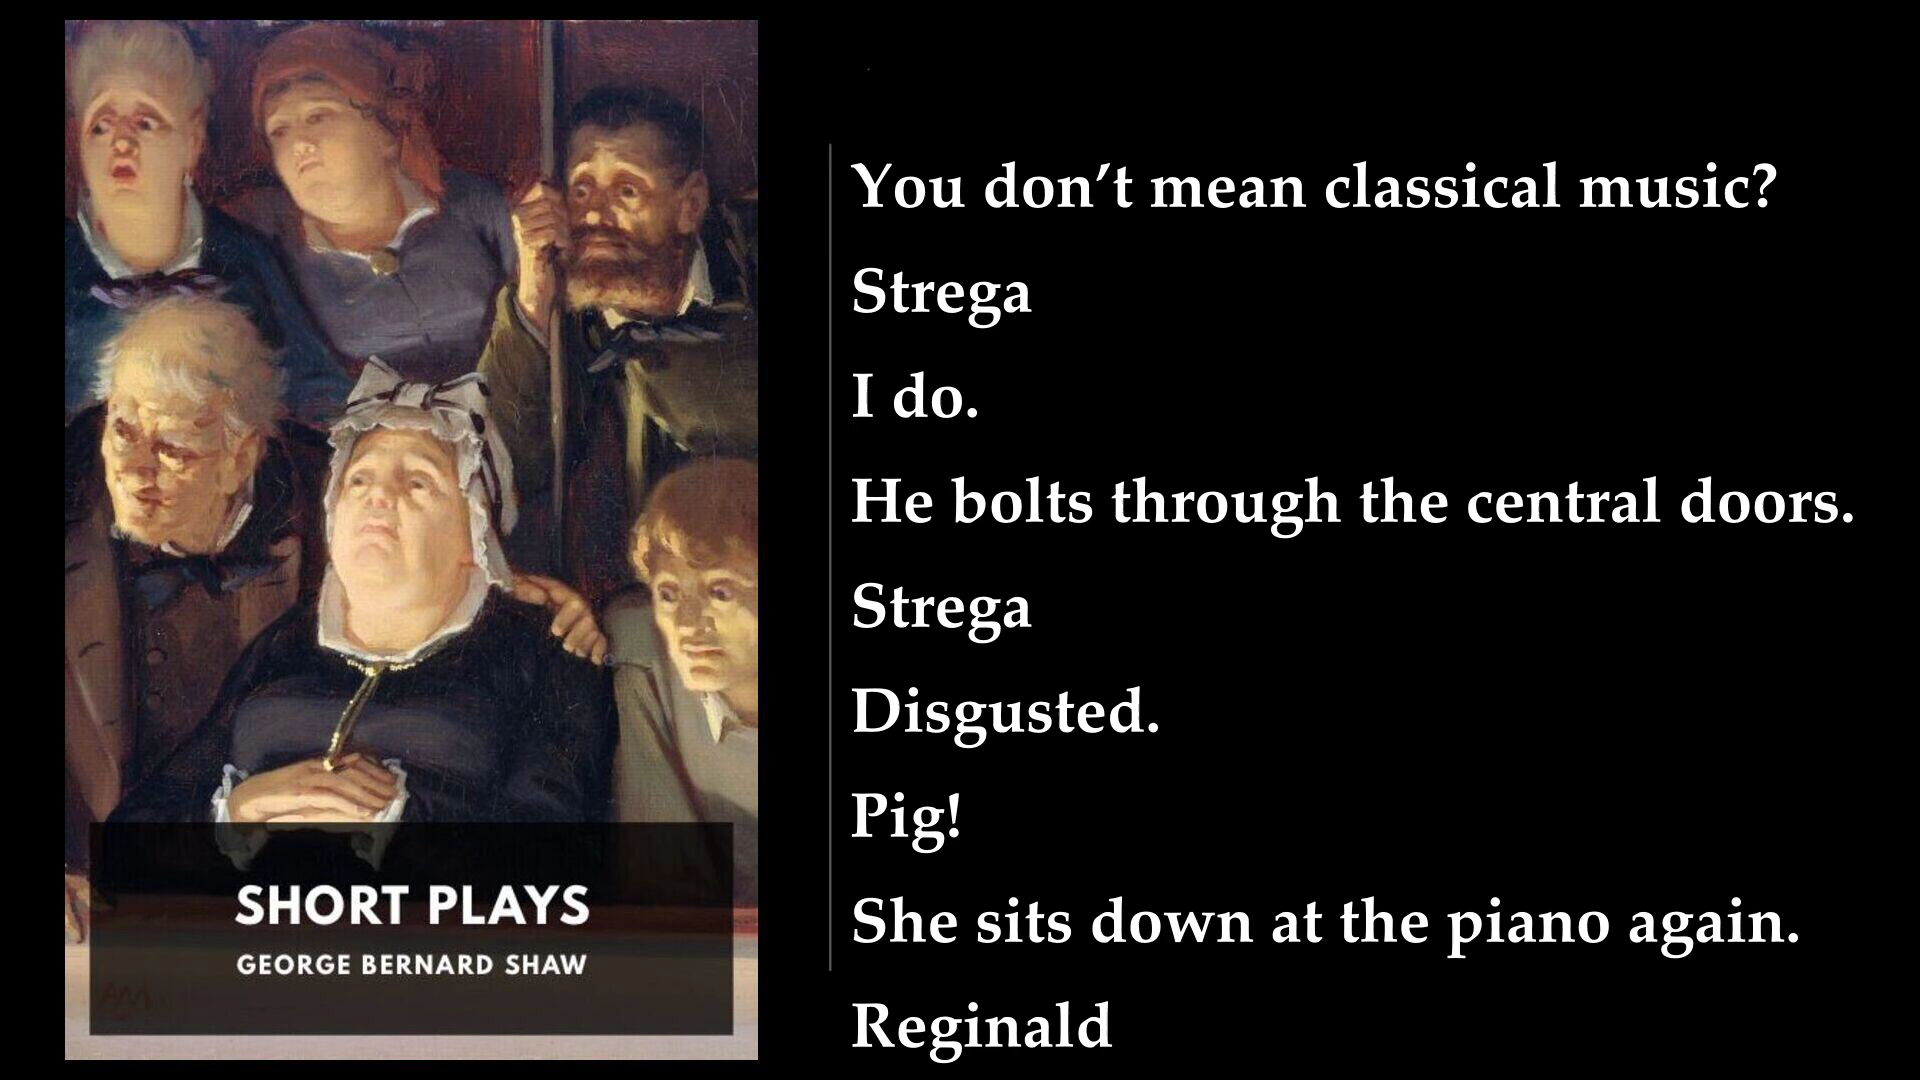 SHORT PLAYS
GEORGE BERNARD SHAW
You don’t mean classical music?
Strega
I do.
He bolts through the central doors.
Strega
Disgusted.
Pig!
She sits down at the piano again.
Reginald